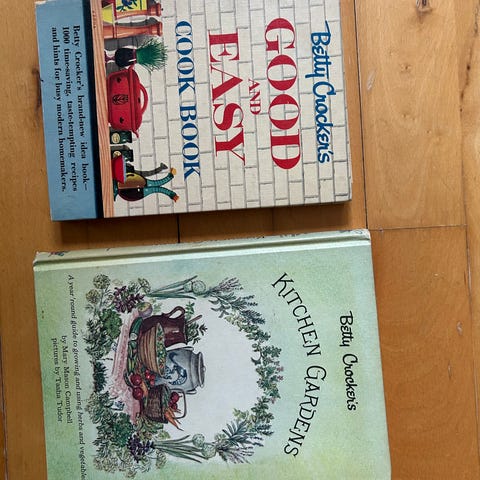 Betty Crocker's
GOOD
AND
EASY
COOK BOOK
Betty Crocker's brand-new idea book—
1000 time-saving, taste-tempting recipes
and hints for busy modern homemakers.
Betty Crocker's
KITCHEN GARDENS
A year 'round guide to growing and using herbs and vegetables
by Mary Mason Campbell
pictures by Tasha Tudor